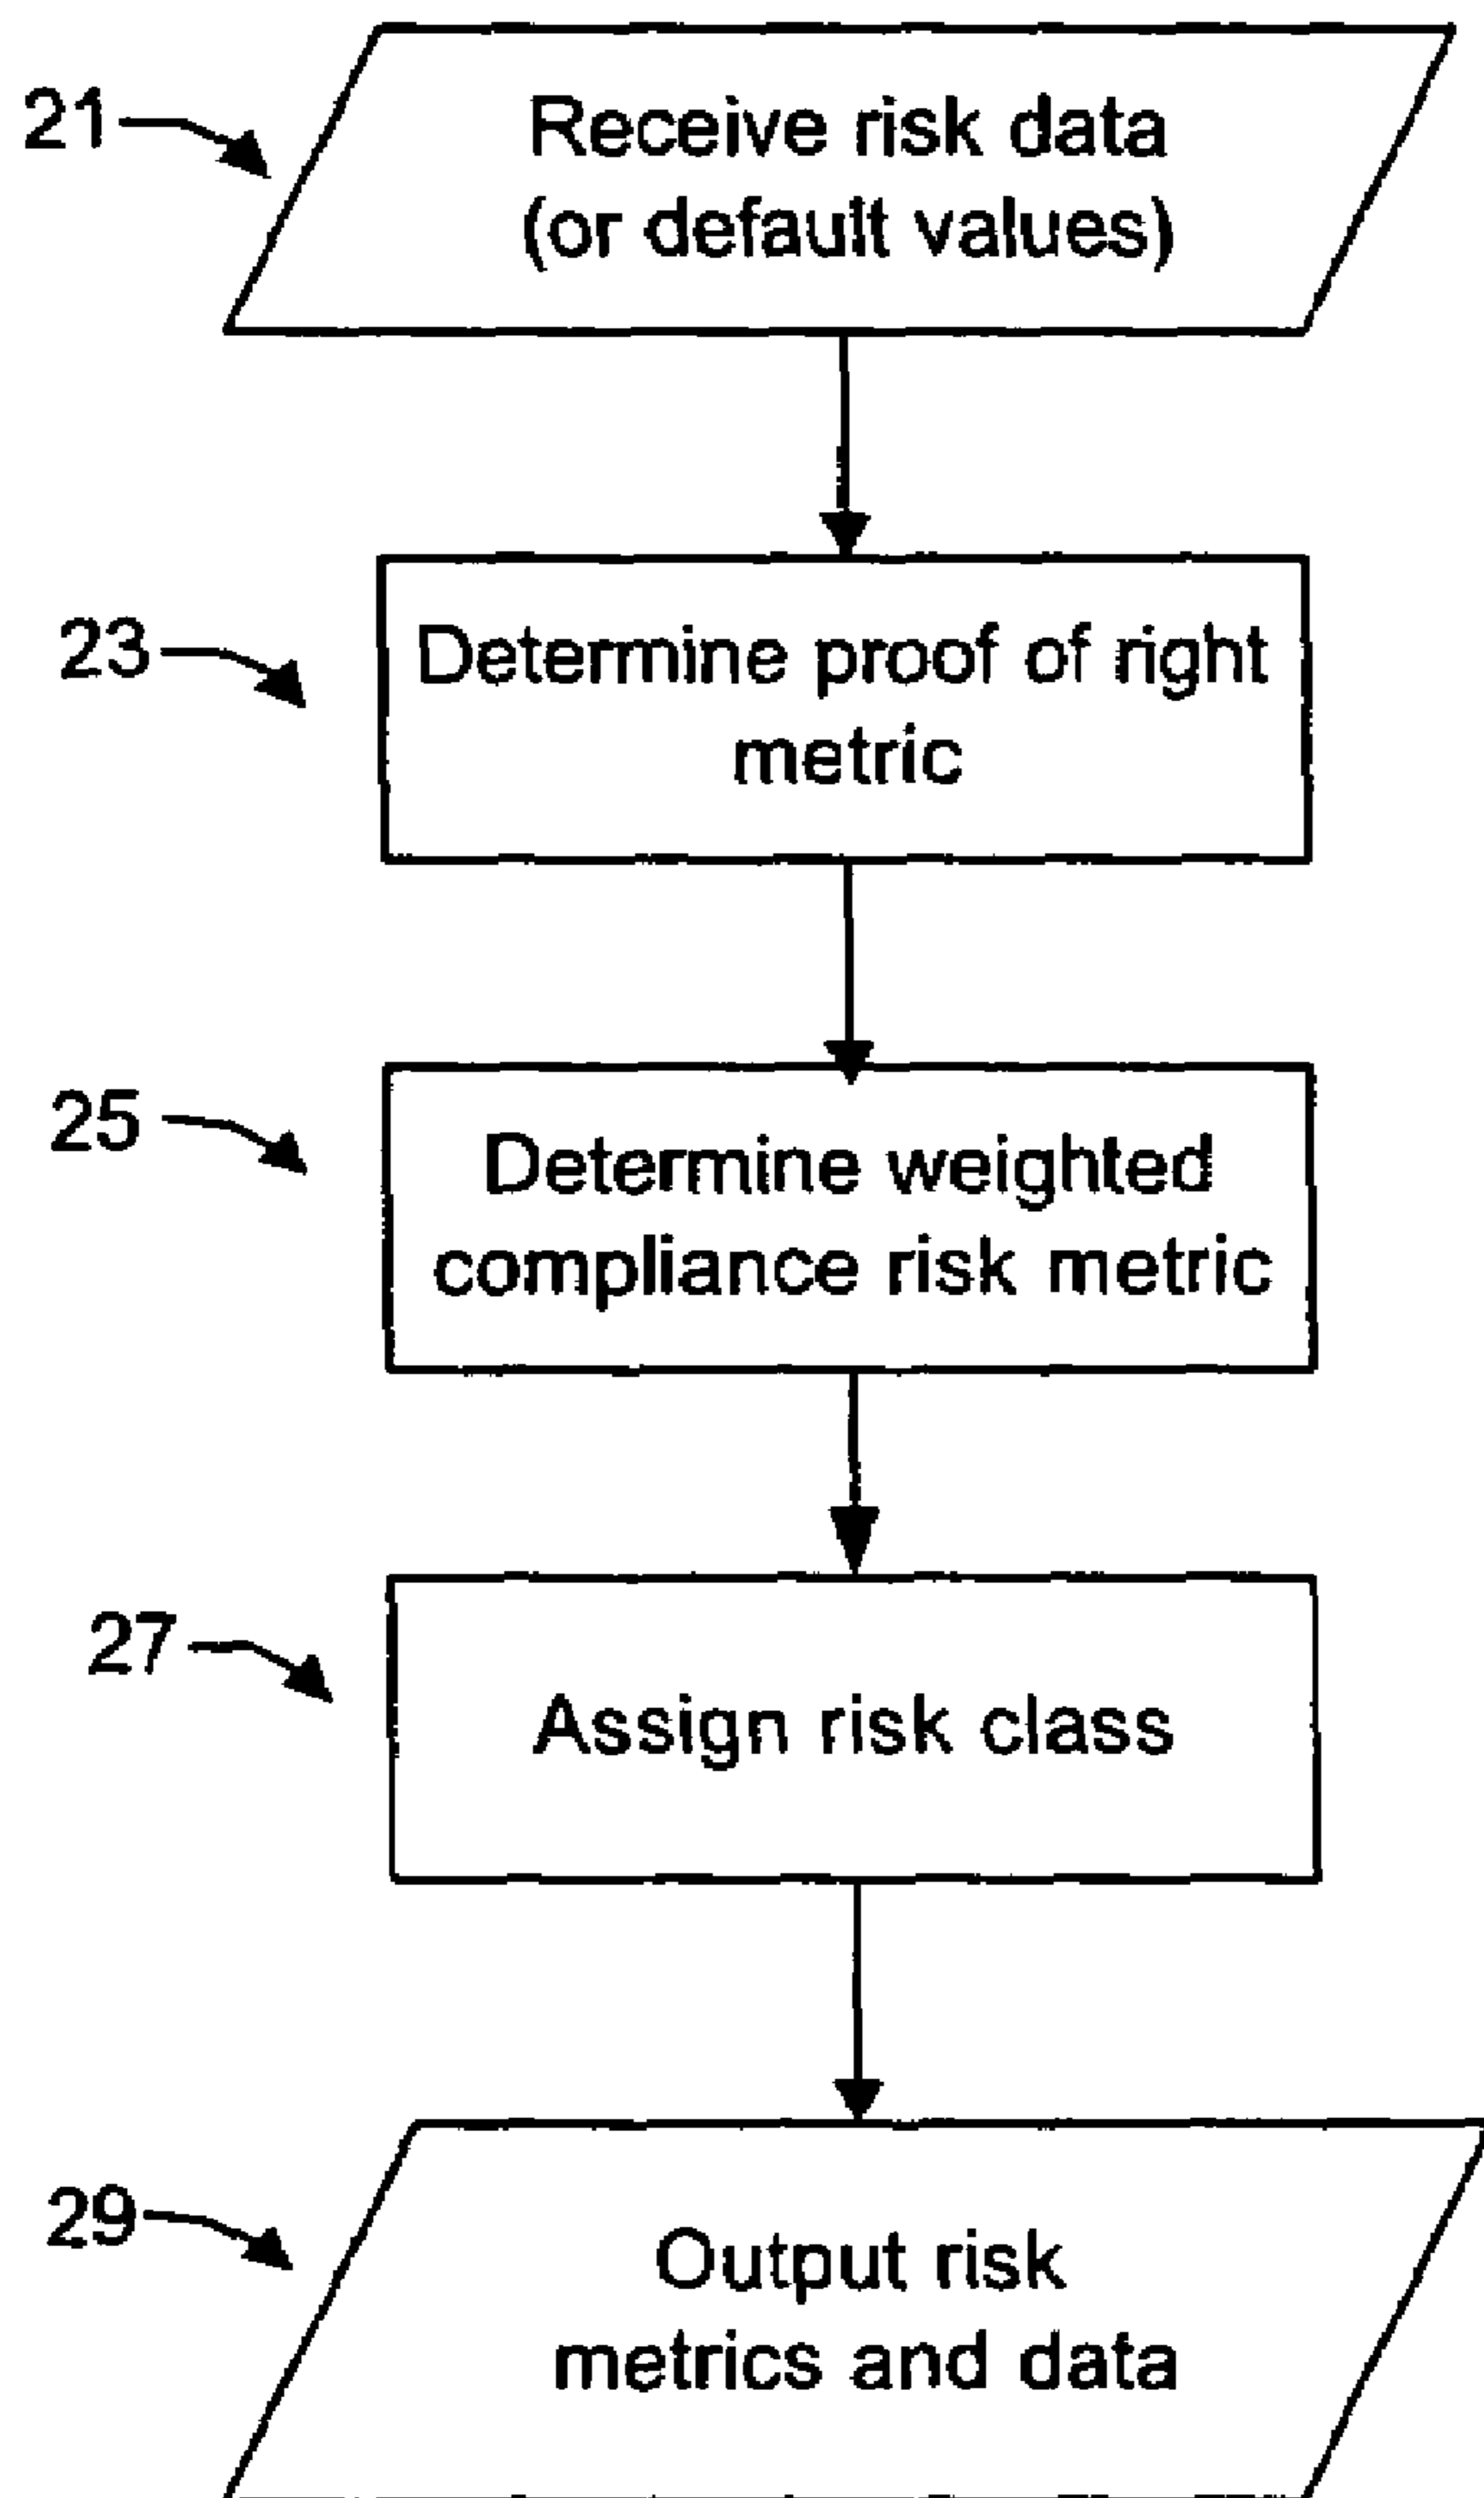 21
Receive risk data
(or default values)
23
Determine proof of right
metric
25
Determine weighted
compliance risk metric
27
Assign risk class
29
Output risk
metrics and data